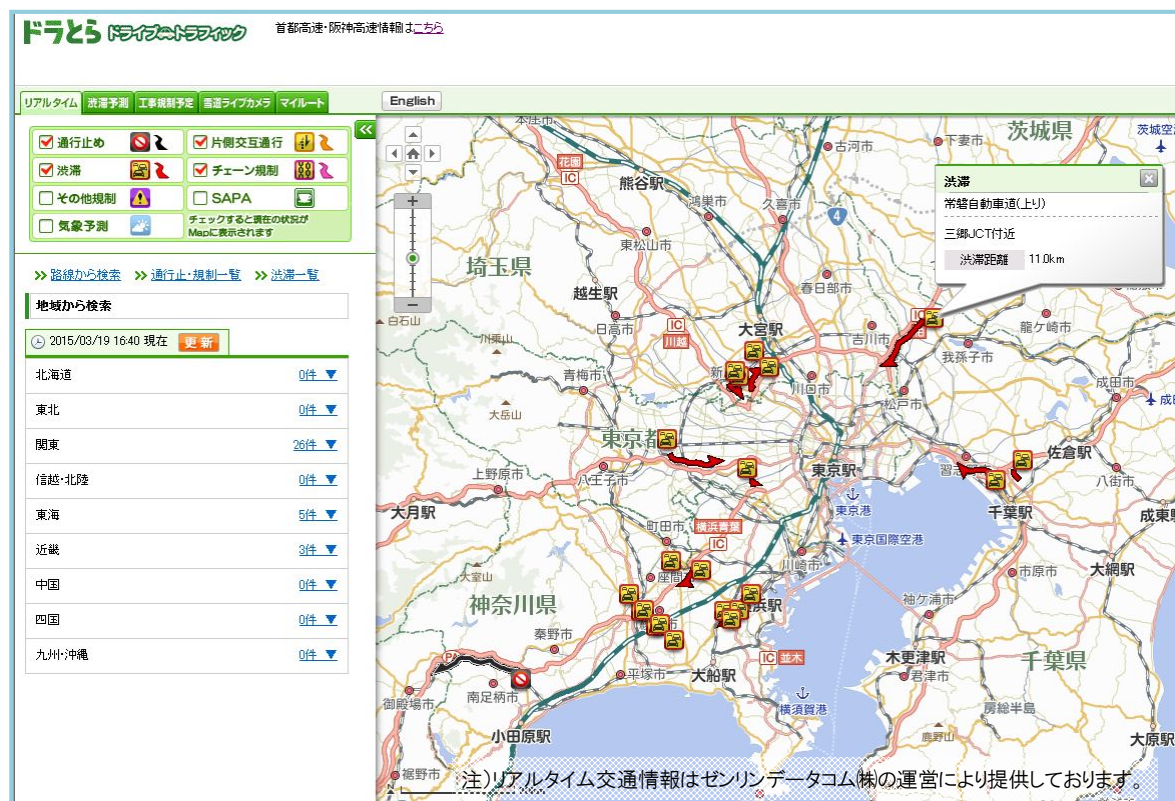 ドラとら ドライブ トラフィック
首都高速・阪神高速情報はこちら
リアルタイム 渋滞予測 工事規制予定 雪道ライブカメラ マイルート
English
通行止め
片側交互通行
渋滞
チェーン規制
その他規制
SAPA
気象予測
チェックすると現在の状況が
Mapに表示されます
路線から検索 通行止・規制一覧 渋滞一覧
地域から検索
2015/03/19 16:40 現在 更新
北海道 0件 ▼
東北 0件 ▼
関東 26件 ▼
信越・北陸 0件 ▼
東海 5件 ▼
近畿 3件 ▼
中国 0件 ▼
四国 0件 ▼
九州・沖縄 0件 ▼
渋滞
常磐自動車道(上り)
三郷JCT付近
渋滞距離 11.0km
本庄市
古河市
下妻市
茨城県
花園
IC
熊谷駅
鴻巣市
久喜市
4
東松山市
埼玉県
春日部市
越生駅
白石山
日高市
IC
川越
大宮駅
吉川市
IC
龍ケ崎市
川乗山
我孫子市
青梅市
川口市
成田市
大岳山
松戸市
東京都
上野原市
八王子市
東京駅
佐倉駅
八街市
大月駅
東京港
千葉駅
町田市
横浜青葉
IC
東京国際空港
川崎市
市原市
大網駅
大室山
神奈川県
袖ケ浦市
秦野市
PA
平塚市
大船駅
IC 並木
木更津駅
君津市
千葉県
御殿場市
南足柄市
横須賀港
房総半島
小田原駅
鹿野山
大原駅
裾野市
注)リアルタイム交通情報はゼンリンデータコム㈱の運営により提供しております。